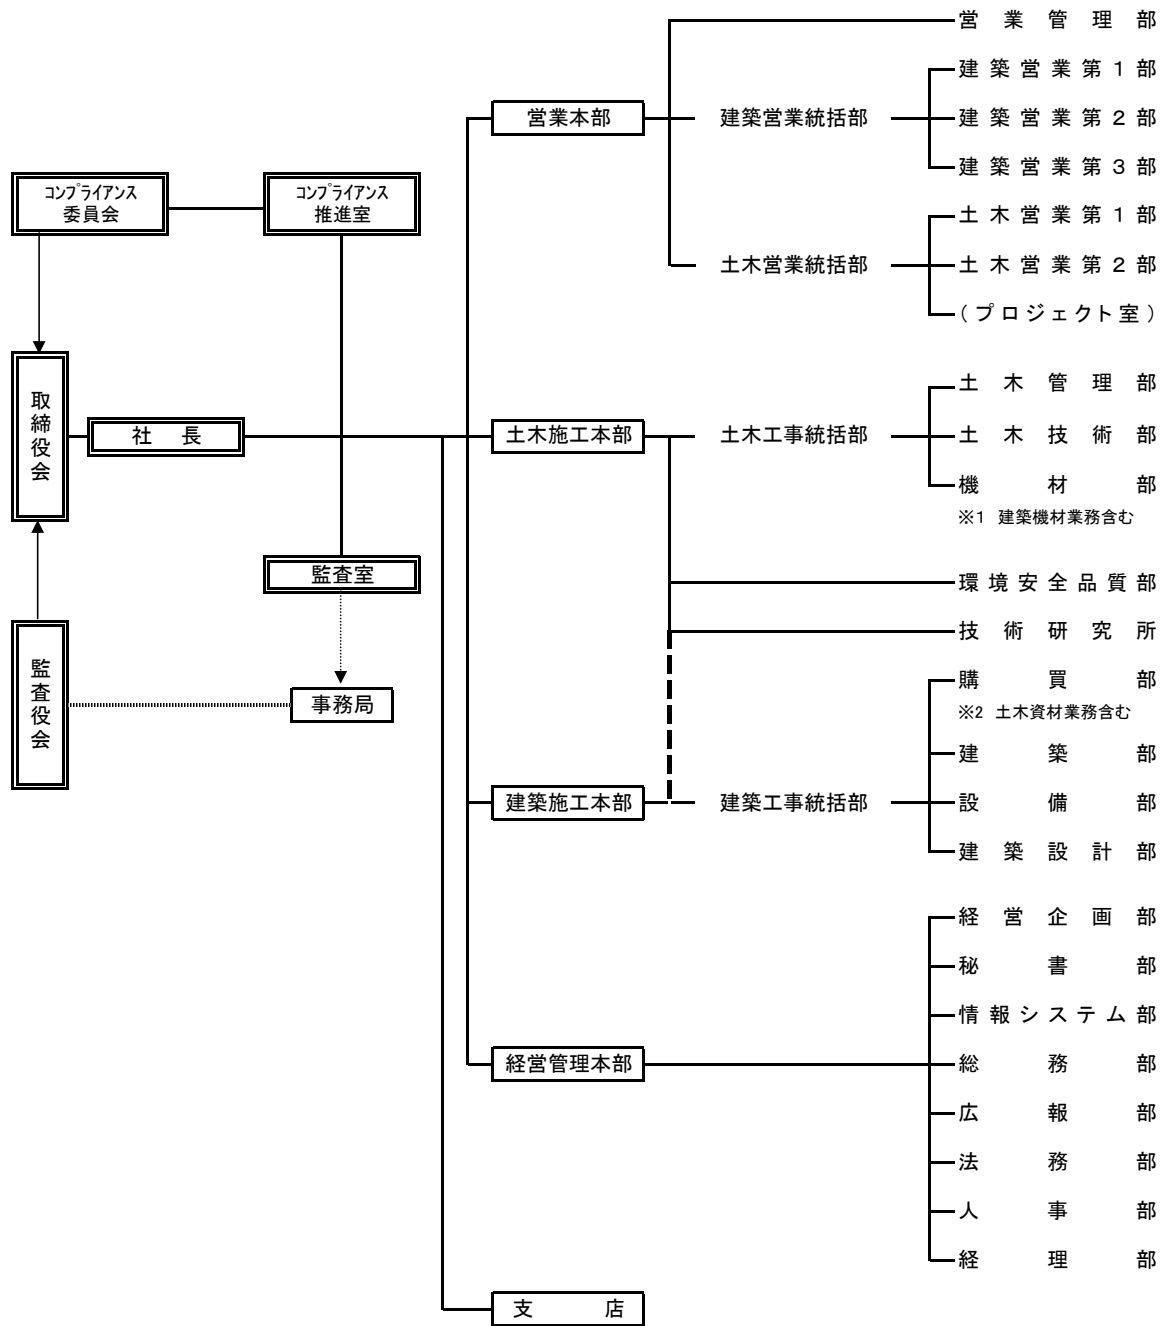 営業管理部
建築営業第1部
営業本部
建築営業統括部
建築営業第2部
建築営業第3部
コンプライアンス
委員会
コンプライアンス
推進室
土木営業第1部
土木営業統括部
土木営業第2部
(プロジェクト室)
取締役会
社長
土木施工本部
土木工事統括部
土木管理部
土木技術部
機材部
※1 建築機材業務含む
監査室
環境安全品質部
技術研究所
監査役会
事務局
購買部
※2 土木資材業務含む
建築部
建築施工本部
建築工事統括部
設備部
建築設計部
経営企画部
秘書部
情報システム部
経営管理本部
総務部
広報部
法務部
人事部
経理部
支店